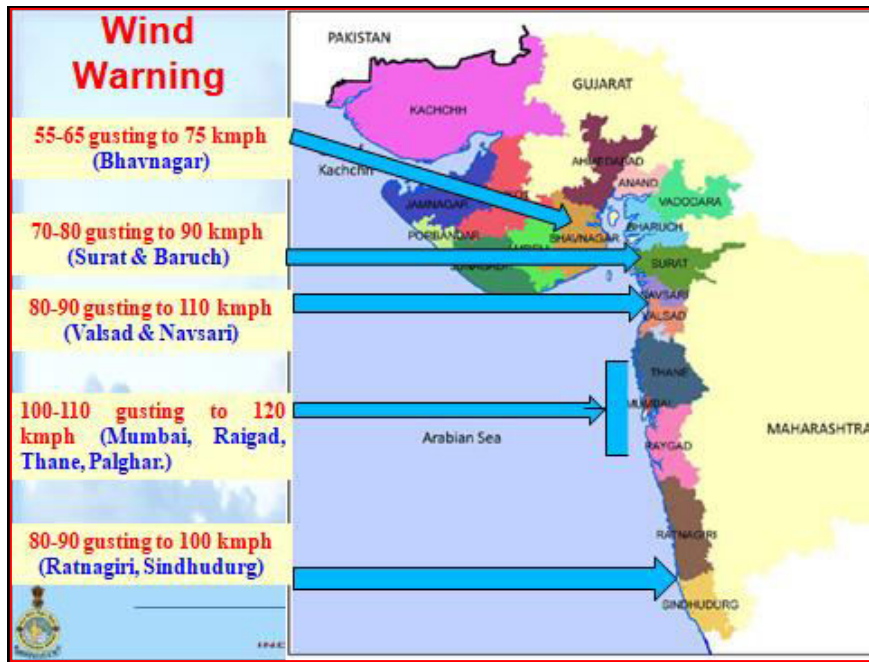 Wind
Warning
55-65 gusting to 75 kmph
(Bhavnagar)
70-80 gusting to 90 kmph
(Surat & Baruch)
80-90 gusting to 110 kmph
(Valsad & Navsari)
100-110 gusting to 120
kmph (Mumbai, Raigad,
Thane, Palghar.)
80-90 gusting to 100 kmph
(Ratnagiri, Sindhudurg)
PAKISTAN
GUJARAT
KACHCHH
Kachchh
AHMEDABAD
ANAND
JAMNAGAR
VADODARA
PORBANDAR
BHAVNAGAR
BHARUCH
SURAT
NAVSARI
VALSAD
THANE
MUMBAI
Arabian Sea
RAYGAD
MAHARASHTRA
RATNAGIRI
SINDHUDURG